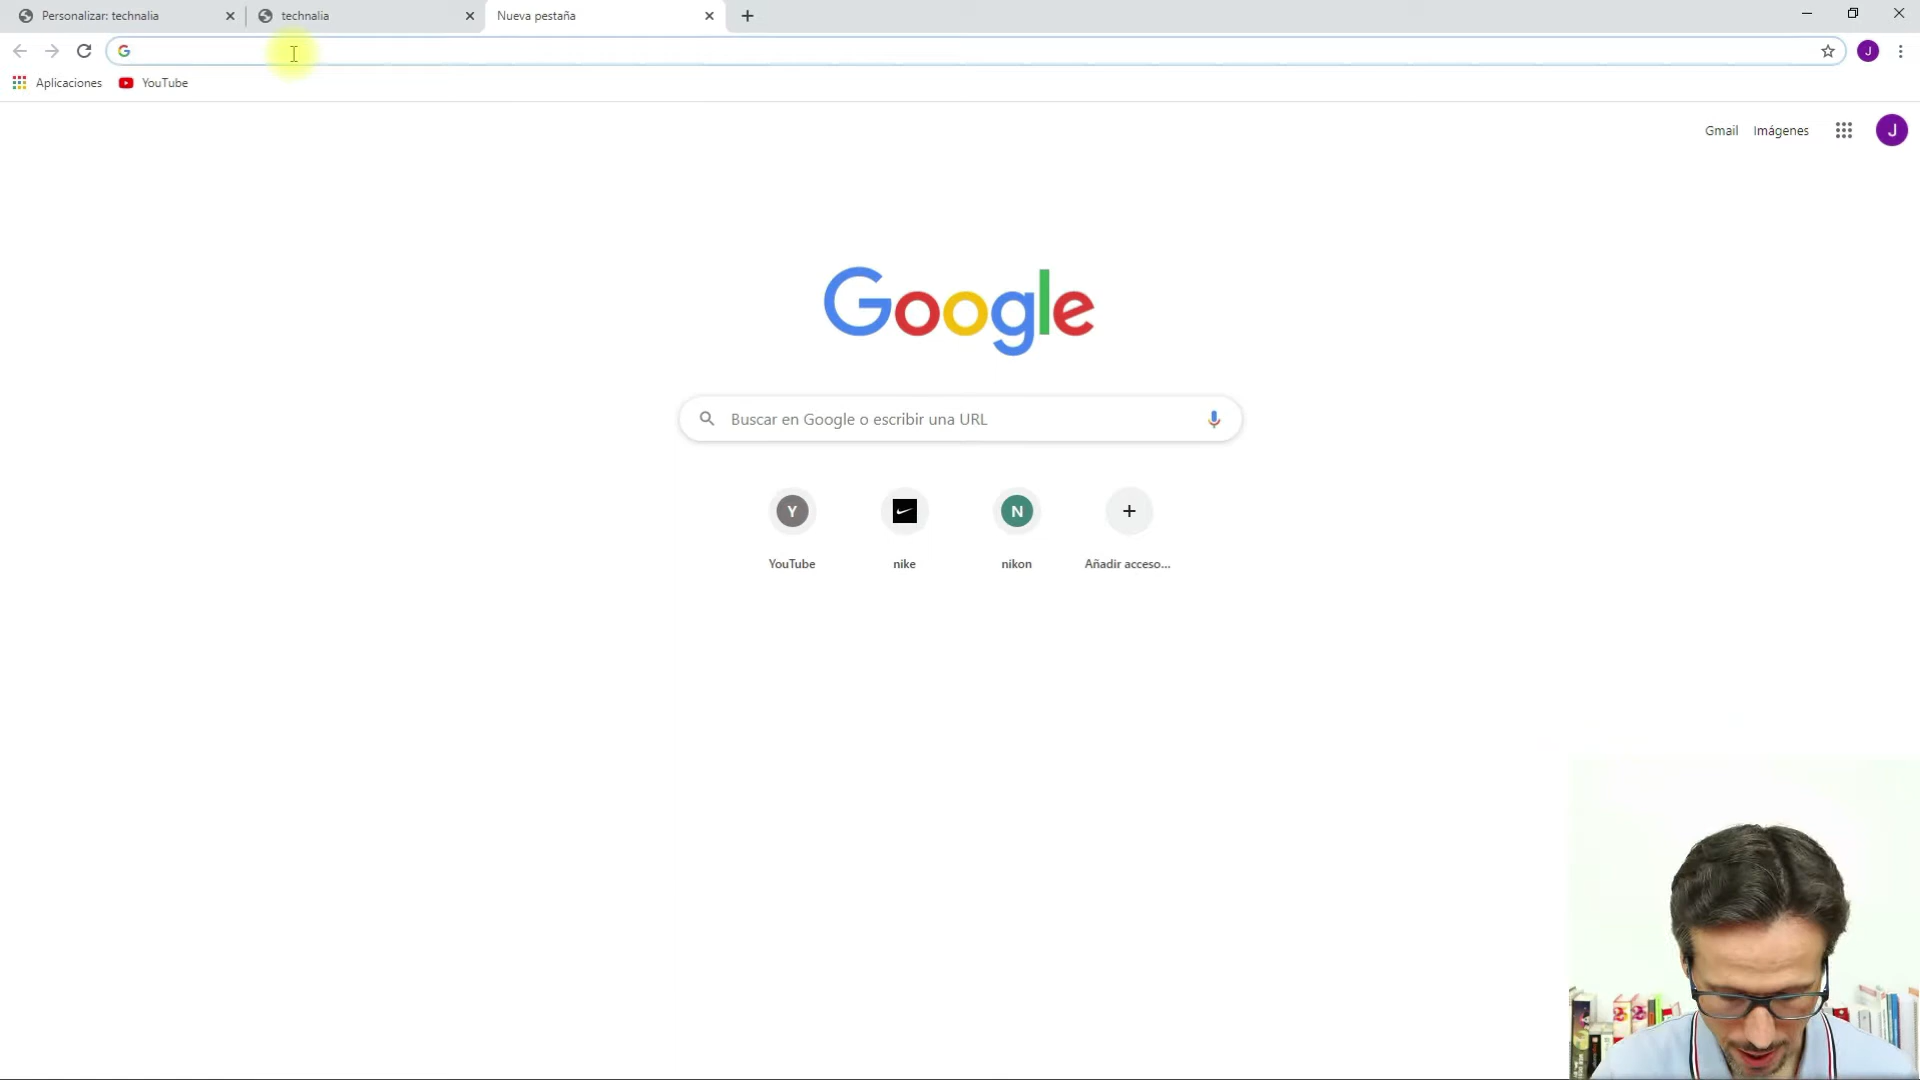 Personalizar: technalia
technalia
Nueva pestaña
J
Aplicaciones
YouTube
Gmail
Imágenes
J
Google
Buscar en Google o escribir una URL
Y
N
YouTube
nike
nikon
Añadir acceso...